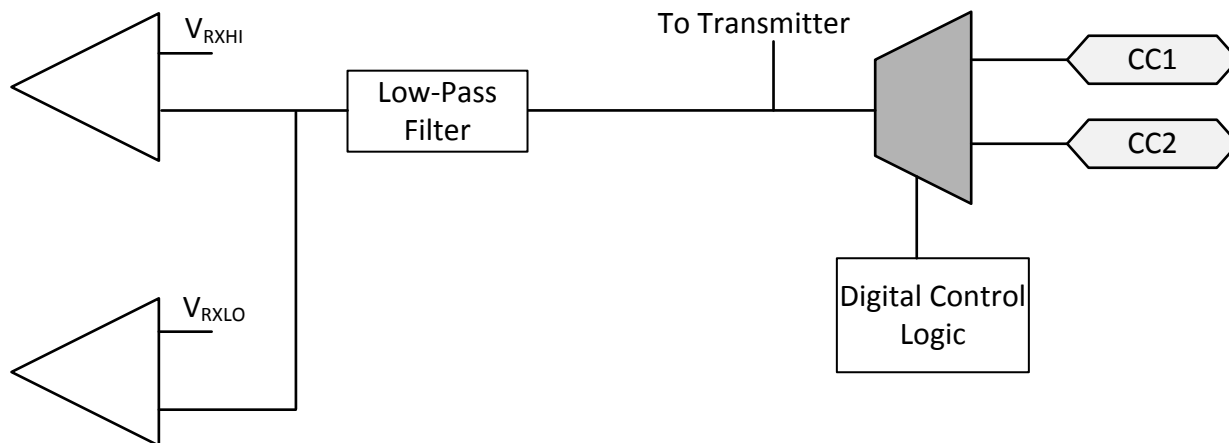 V_RXHI
To Transmitter
CC1
Low-Pass
Filter
CC2
Digital Control
Logic
V_RXLO